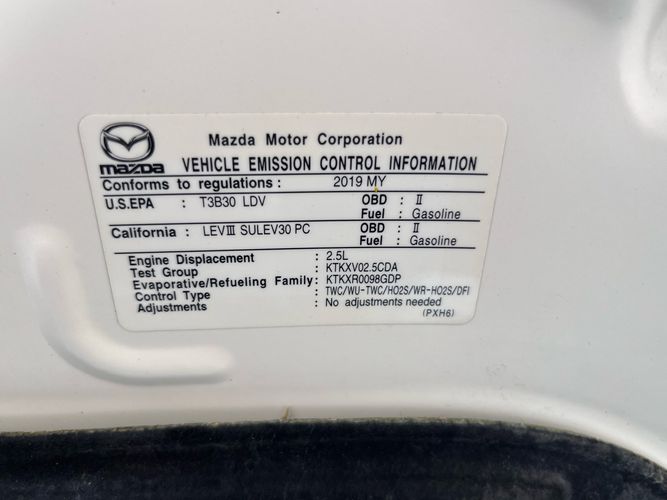 Mazda Motor Corporation
mazda VEHICLE EMISSION CONTROL INFORMATION
Conforms to regulations : 2019 MY
U.S.EPA : T3B30 LDV OBD : II
Fuel : Gasoline
California : LEVIII SULEV30 PC OBD : II
Fuel : Gasoline
Engine Displacement : 2.5L
Test Group : KTKXV02.5CDA
Evaporative/Refueling Family : KTKXR0098GDP
Control Type : TWC/WU-TWC/HO2S/WR-HO2S/DFI
Adjustments : No adjustments needed
(PXH6)